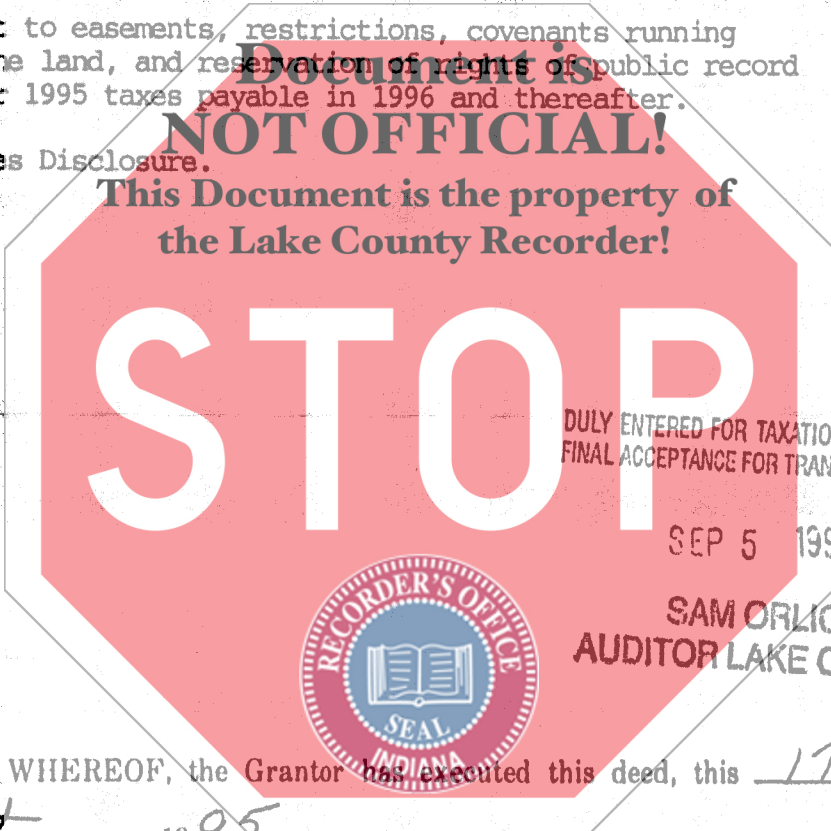 to easements, restrictions, covenants running
land, and reservation of rights of public record
1995 taxes payable in 1996 and thereafter.
Disclosure.
Document is
NOT OFFICIAL!
This Document is the property of
the Lake County Recorder!
STOP
DULY ENTERED FOR TAXATIO
FINAL ACCEPTANCE FOR TRAN
SEP 5 199
SAM ORLIC
AUDITOR LAKE C
RECORDER'S OFFICE
SEAL
INDIANA
WHEREOF, the Grantor has executed this deed, this 17
95